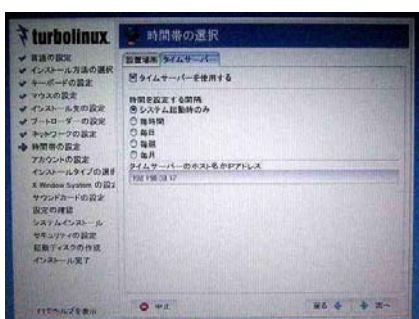 turbolinux
時間帯の選択
言語の設定
インストール方法の選択
キーボードの設定
マウスの設定
インストール先の設定
ブートローダーの設定
ネットワークの設定
時間帯の設定
アカウントの設定
インストールタイプの選択
X Window System の設定
サウンドカードの設定
設定の確認
システムインストール
セキュリティの設定
起動ディスクの作成
インストール完了
F1でヘルプを表示
設置場所 タイムサーバー
タイムサーバーを使用する
時間を設定する間隔
システム起動時のみ
毎時間
毎日
毎週
毎月
タイムサーバーのホスト名かIPアドレス
中止
戻る
次へ